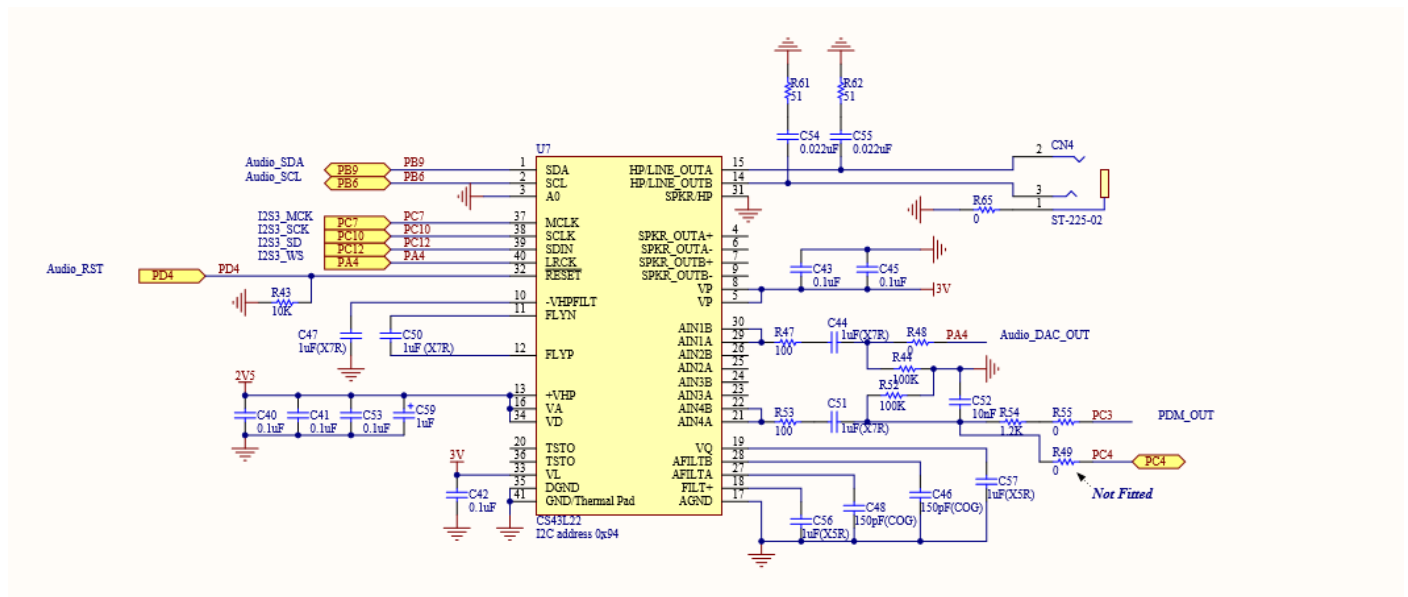 R61
51
R62
51
C54
0.022uF
C55
0.022uF
U7
Audio_SDA
PB9
PB9
1
SDA
Audio_SCL
PB6
PB6
2
SCL
3
A0
I2S3_MCK
PC7
PC7
37
MCLK
I2S3_SCK
PC10
PC10
38
SCLK
I2S3_SD
PC12
PC12
39
SDIN
I2S3_WS
PA4
PA4
40
LRCK
Audio_RST
PD4
PD4
32
RESET
R43
10K
10
-VHPFILT
11
FLYN
12
FLYP
C47
1uF(X7R)
C50
1uF (X7R)
2V5
13
+VHP
16
VA
34
VD
C40
0.1uF
C41
0.1uF
C53
0.1uF
+
C59
1uF
20
TSTO
36
TSTO
3V
33
VL
35
DGND
41
GND/Thermal Pad
C42
0.1uF
CS43L22
I2C address 0x94
HP/LINE_OUTA
15
HP/LINE_OUTB
14
SPKR/HP
31
SPKR_OUTA+
4
SPKR_OUTA-
6
SPKR_OUTB+
7
SPKR_OUTB-
9
VP
8
VP
5
AIN1B
30
AIN1A
29
AIN2B
26
AIN2A
25
AIN3B
24
AIN3A
23
AIN4B
22
AIN4A
21
VQ
19
AFILTB
28
AFILTA
27
FILT+
18
AGND
17
2
CN4
3
1
ST-225-02
R65
0
C43
0.1uF
C45
0.1uF
3V
R47
100
C44
1uF(X7R)
R48
0
PA4
Audio_DAC_OUT
R44
100K
R52
100K
C52
10nF
R53
100
C51
1uF(X7R)
R54
1.2K
R55
0
PC3
PDM_OUT
R49
0
PC4
PC4
Not Fitted
C57
1uF(X5R)
C46
150pF(COG)
C48
150pF(COG)
C56
1uF(X5R)